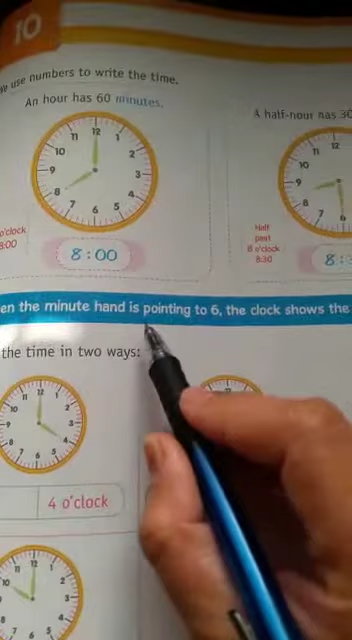 10
We use numbers to write the time.
An hour has 60 minutes.
A half-hour has 30
o'clock
8:00
8:00
Half
past
8 o'clock
8:30
8:3
en the minute hand is pointing to 6, the clock shows the
the time in two ways:
4 o'clock